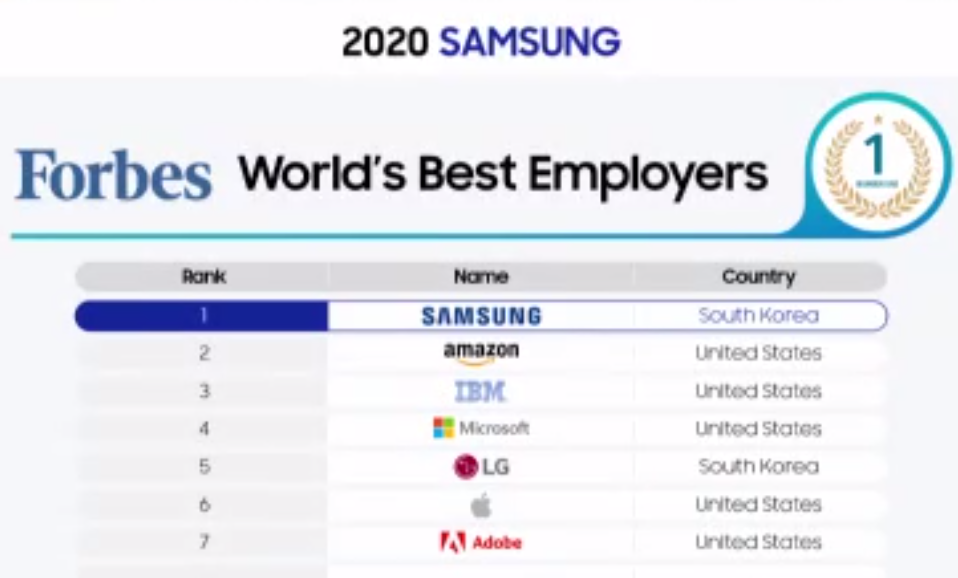 2020 SAMSUNG
Forbes World's Best Employers
1
Rank Name Country
1 SAMSUNG South Korea
2 amazon United States
3 IBM United States
4 Microsoft United States
5 LG South Korea
6 United States
7 Adobe United States